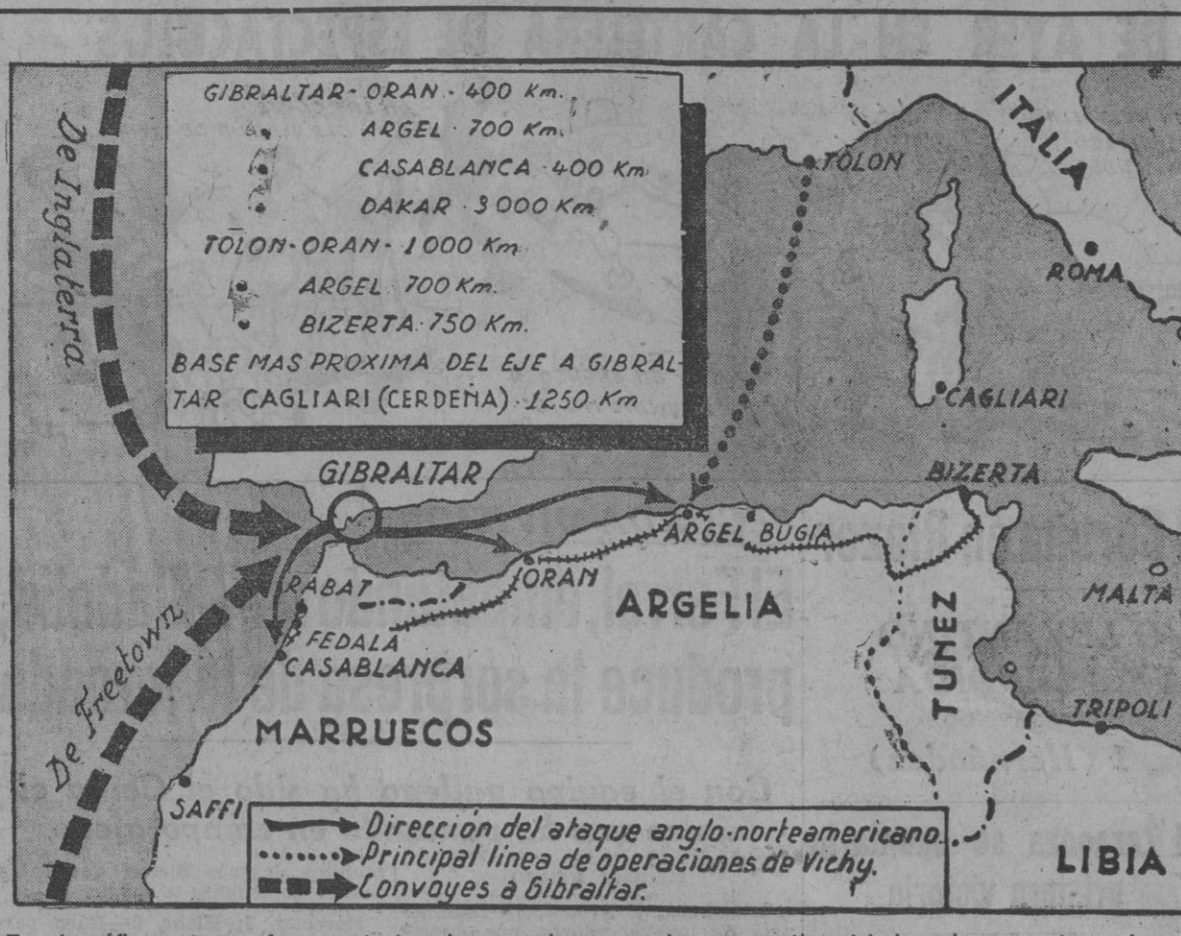 GIBRALTAR - ORAN - 400 Km.
" ARGEL · 700 Km.
" CASABLANCA · 400 Km
" DAKAR · 3000 Km
TOLON - ORAN - 1000 Km.
" ARGEL · 700 Km.
" BIZERTA · 750 Km.
BASE MAS PROXIMA DEL EJE A GIBRAL-
TAR CAGLIARI (CERDEÑA) · 1250 Km
De Inglaterra
ITALIA
TOLON
ROMA
CAGLIARI
GIBRALTAR
BIZERTA
ARGEL BUGIA
ORAN
RABAT
FEDALA
CASABLANCA
ARGELIA
MALTA
TUNEZ
TRIPOLI
De Freetown
MARRUECOS
SAFFI
LIBIA
Dirección del ataque anglo-norteamericano.
Principal línea de operaciones de Vichy.
Convoyes a Gibraltar.